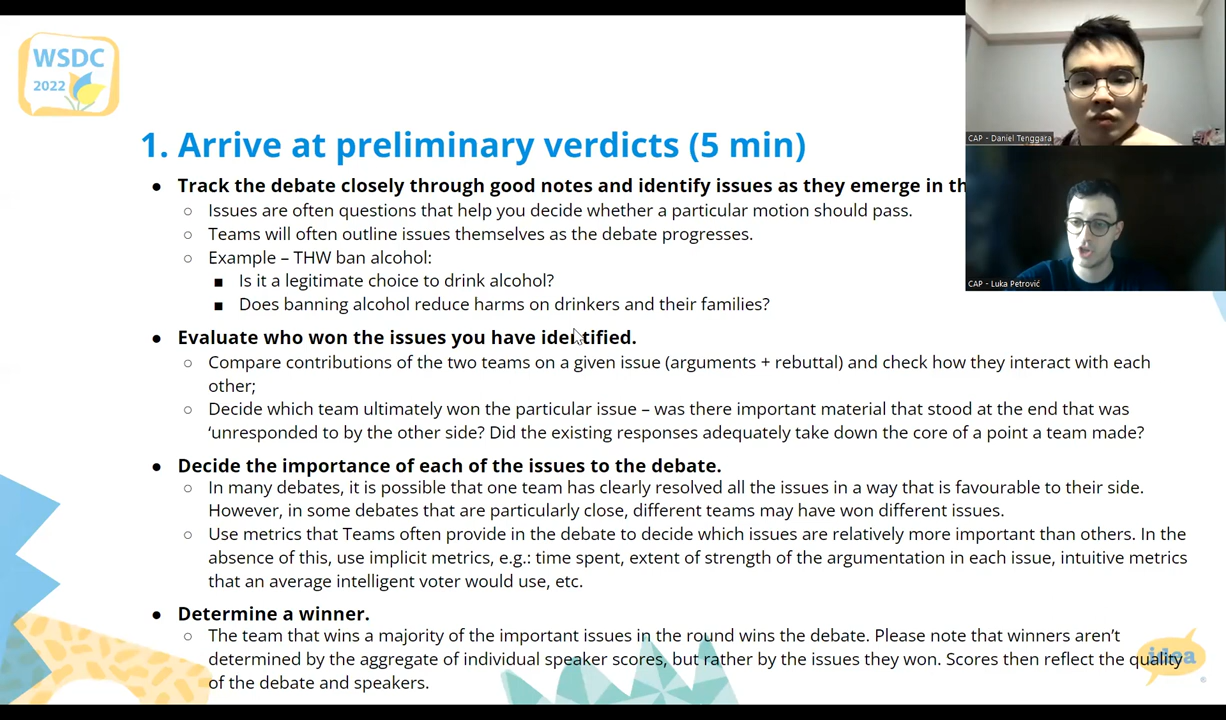 WSDC
2022
CAP - Daniel Tenggara
CAP - Luka Petrović
1. Arrive at preliminary verdicts (5 min)
● Track the debate closely through good notes and identify issues as they emerge in th
○ Issues are often questions that help you decide whether a particular motion should pass.
○ Teams will often outline issues themselves as the debate progresses.
○ Example – THW ban alcohol:
■ Is it a legitimate choice to drink alcohol?
■ Does banning alcohol reduce harms on drinkers and their families?
● Evaluate who won the issues you have identified.
○ Compare contributions of the two teams on a given issue (arguments + rebuttal) and check how they interact with each
other;
○ Decide which team ultimately won the particular issue – was there important material that stood at the end that was
‘unresponded to by the other side? Did the existing responses adequately take down the core of a point a team made?
● Decide the importance of each of the issues to the debate.
○ In many debates, it is possible that one team has clearly resolved all the issues in a way that is favourable to their side.
However, in some debates that are particularly close, different teams may have won different issues.
○ Use metrics that Teams often provide in the debate to decide which issues are relatively more important than others. In the
absence of this, use implicit metrics, e.g.: time spent, extent of strength of the argumentation in each issue, intuitive metrics
that an average intelligent voter would use, etc.
● Determine a winner.
○ The team that wins a majority of the important issues in the round wins the debate. Please note that winners aren’t
determined by the aggregate of individual speaker scores, but rather by the issues they won. Scores then reflect the quality
of the debate and speakers.
idea